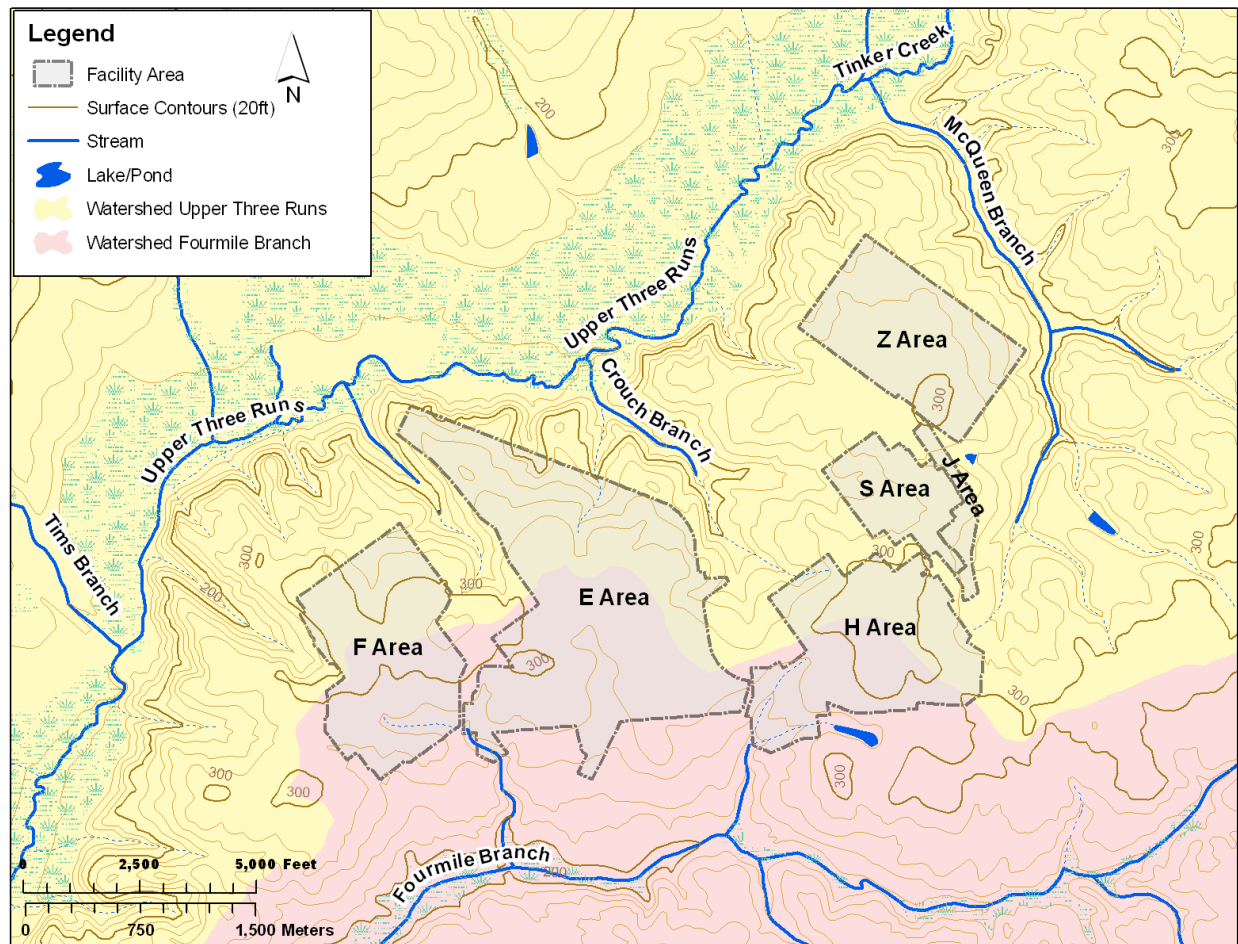 Legend
N
Facility Area
Surface Contours (20ft)
Stream
Lake/Pond
Watershed Upper Three Runs
Watershed Fourmile Branch
Tinker Creek
200
McQueen Branch
300
Upper Three Runs
Z Area
Crouch Branch
300
Upper Three Runs
J Area
S Area
Tims Branch
300
300
300
200
300
E Area
H Area
F Area
300
300
300
300
300
0 2,500 5,000 Feet
Fourmile Branch
200
0 750 1,500 Meters